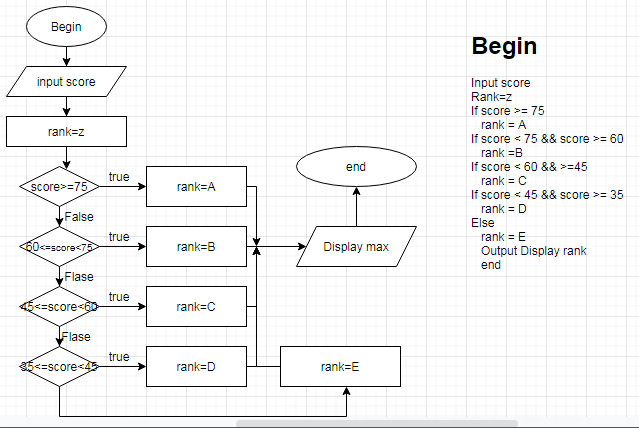 Begin
input score
rank=z
score>=75
true
rank=A
False
60<=score<75
true
rank=B
Flase
45<=score<60
true
rank=C
Flase
35<=score<45
true
rank=D
rank=E
Display max
end
Begin
Input score
Rank=z
If score >= 75
rank = A
If score < 75 && score >= 60
rank =B
If score < 60 && >=45
rank = C
If score < 45 && score >= 35
rank = D
Else
rank = E
Output Display rank
end